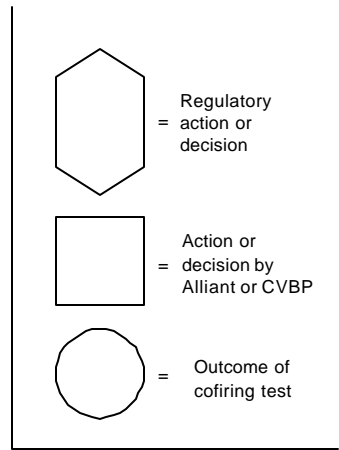 Regulatory
= action or
decision
Action or
= decision by
Alliant or CVBP
= Outcome of
cofiring test